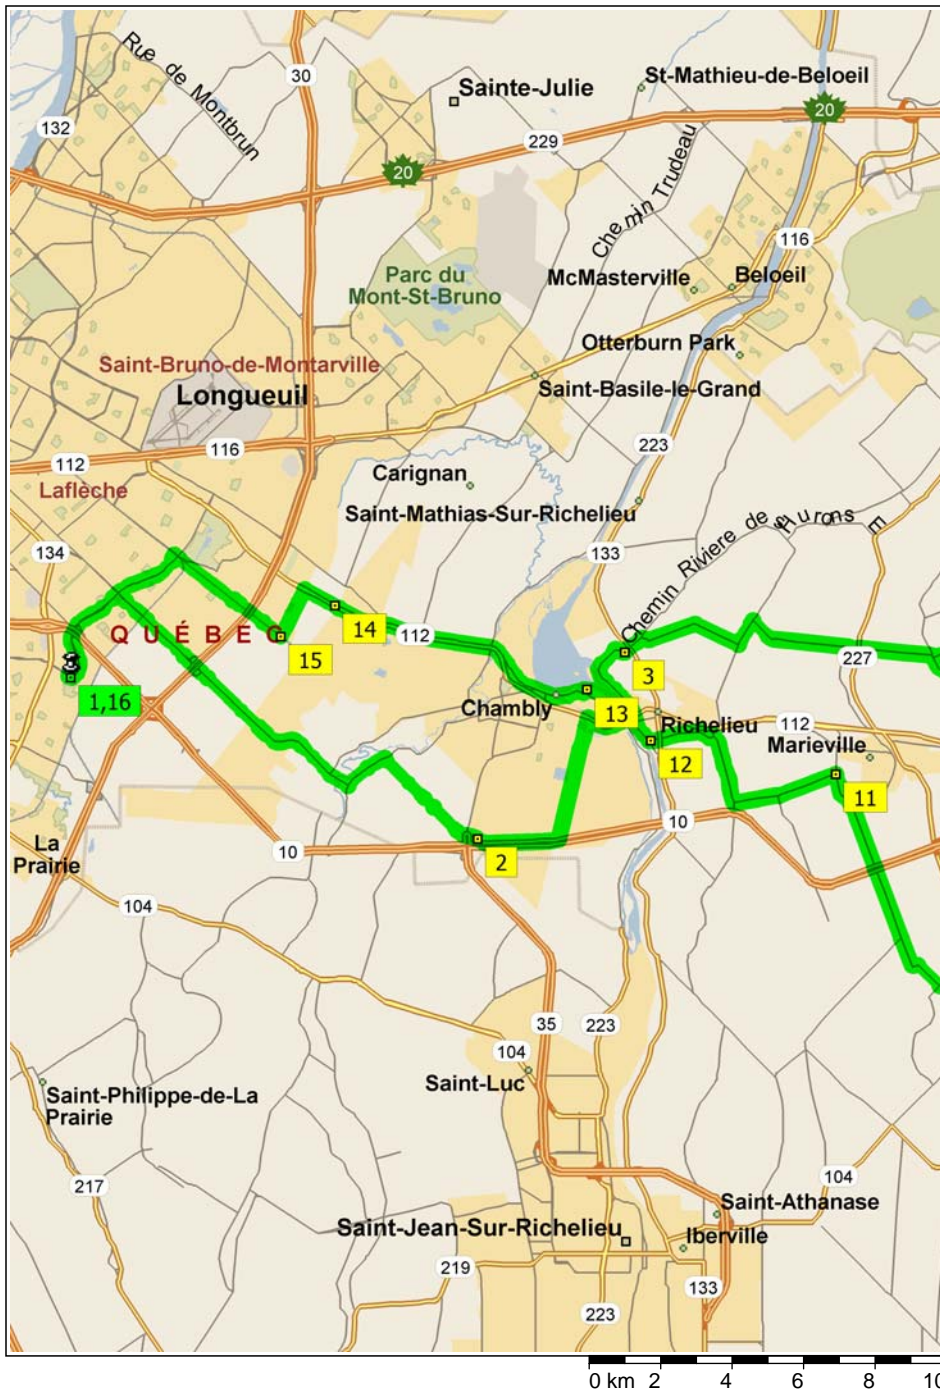 Rue de Montbrun
30
Sainte-Julie
St-Mathieu-de-Beloeil
132
20
229
20
Chemin Trudeau
116
Parc du
Mont-St-Bruno
McMasterville
Beloeil
Otterburn Park
Saint-Bruno-de-Montarville
Longueuil
Saint-Basile-le-Grand
116
223
112
Carignan
Laflèche
Saint-Mathias-Sur-Richelieu
134
133
Chemin Riviere des Hurons E
QUÉBEC
14
112
15
3
227
1,16
Chambly
13
Richelieu
112
12
Marieville
11
10
La
Prairie
10
2
104
35
223
104
Saint-Luc
Saint-Philippe-de-La
Prairie
217
104
Saint-Athanase
Saint-Jean-Sur-Richelieu
Iberville
219
133
223
0 km 2 4 6 8 10